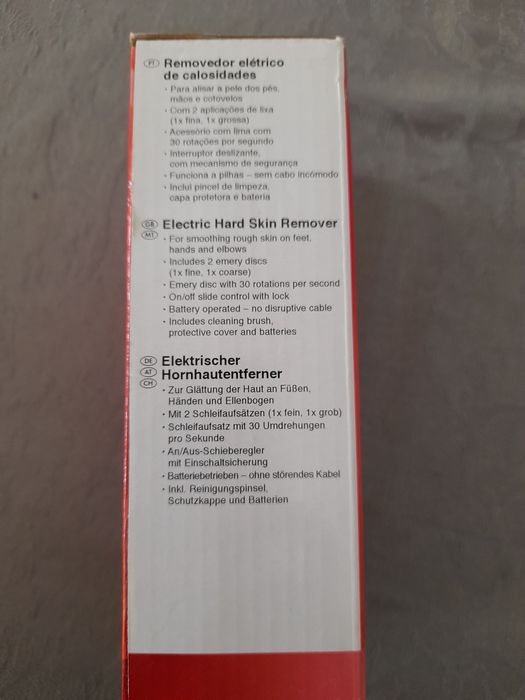 PT Removedor elétrico
de calosidades
• Para alisar a pele dos pés,
mãos e cotovelos
• Com 2 aplicações de lixa
(1x fina, 1x grossa)
• Acessório com lima com
30 rotações por segundo
• Interruptor deslizante,
com mecanismo de segurança
• Funciona a pilhas – sem cabo incómodo
• Inclui pincel de limpeza,
capa protetora e bateria
GB Electric Hard Skin Remover
MT • For smoothing rough skin on feet,
hands and elbows
• Includes 2 emery discs
(1x fine, 1x coarse)
• Emery disc with 30 rotations per second
• On/off slide control with lock
• Battery operated – no disruptive cable
• Includes cleaning brush,
protective cover and batteries
DE Elektrischer
AT Hornhautentferner
CH • Zur Glättung der Haut an Füßen,
Händen und Ellenbogen
• Mit 2 Schleifaufsätzen (1x fein, 1x grob)
• Schleifaufsatz mit 30 Umdrehungen
pro Sekunde
• An/Aus-Schieberegler
mit Einschaltsicherung
• Batteriebetrieben – ohne störendes Kabel
• Inkl. Reinigungspinsel,
Schutzkappe und Batterien